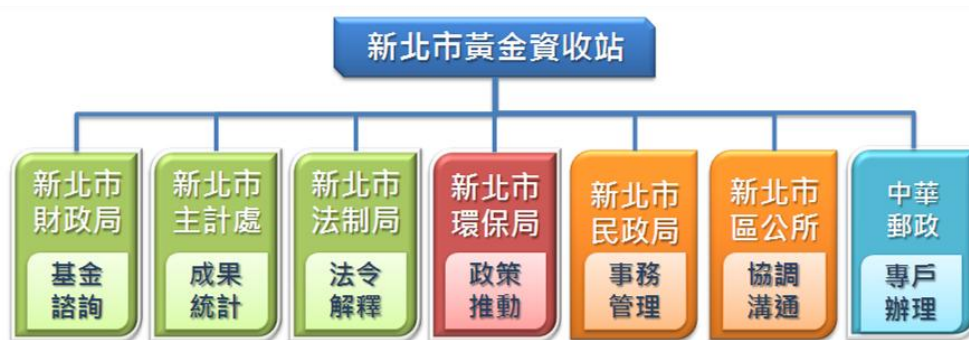 新北市黃金資收站
新北市
財政局
基金
諮詢
新北市
主計處
成果
統計
新北市
法制局
法令
解釋
新北市
環保局
政策
推動
新北市
民政局
事務
管理
新北市
區公所
協調
溝通
中華
郵政
專戶
辦理